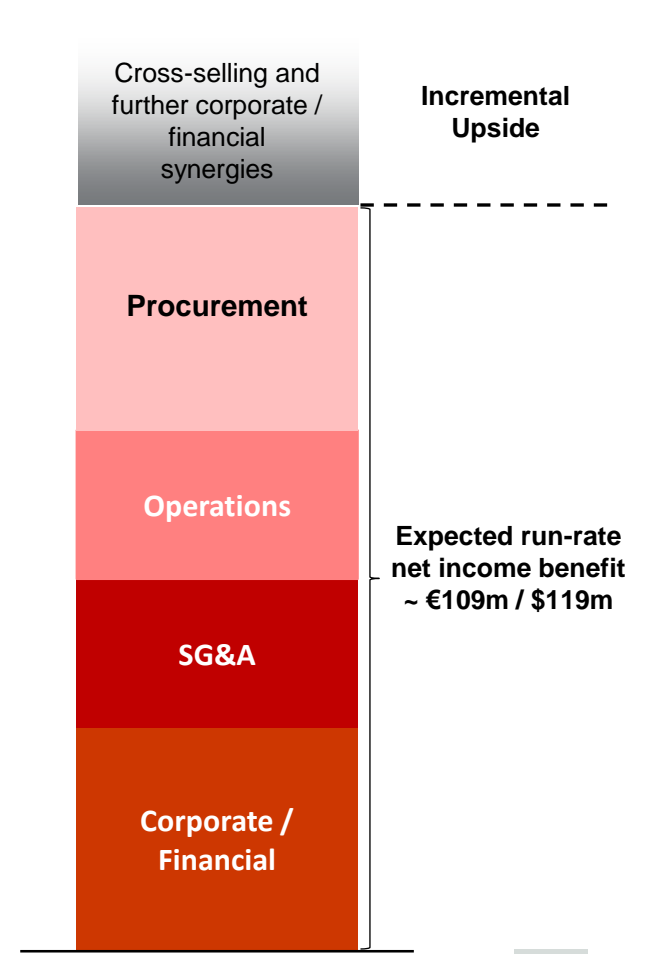 Cross-selling and
further corporate /
financial
synergies
Incremental
Upside
Procurement
Operations
Expected run-rate
net income benefit
~ €109m / $119m
SG&A
Corporate /
Financial